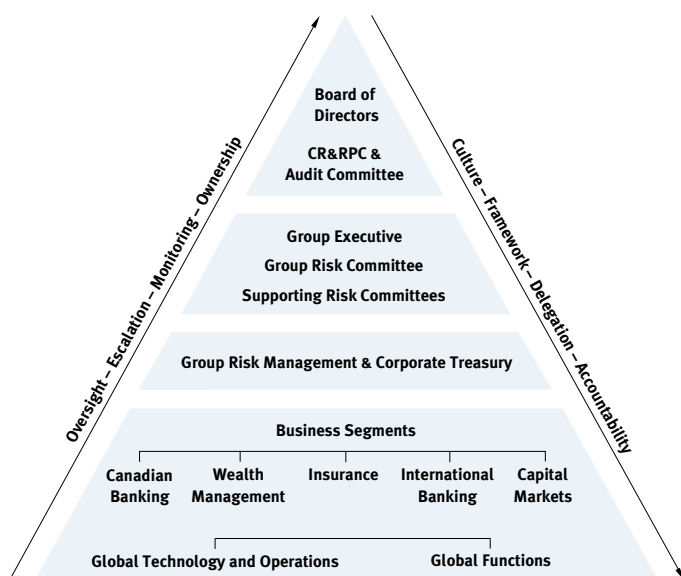 Board of
Directors
CR&RPC &
Audit Committee
Oversight – Escalation – Monitoring – Ownership
Culture – Framework – Delegation – Accountability
Group Executive
Group Risk Committee
Supporting Risk Committees
Group Risk Management & Corporate Treasury
Business Segments
Canadian
Banking
Wealth
Management
Insurance
International
Banking
Capital
Markets
Global Technology and Operations
Global Functions